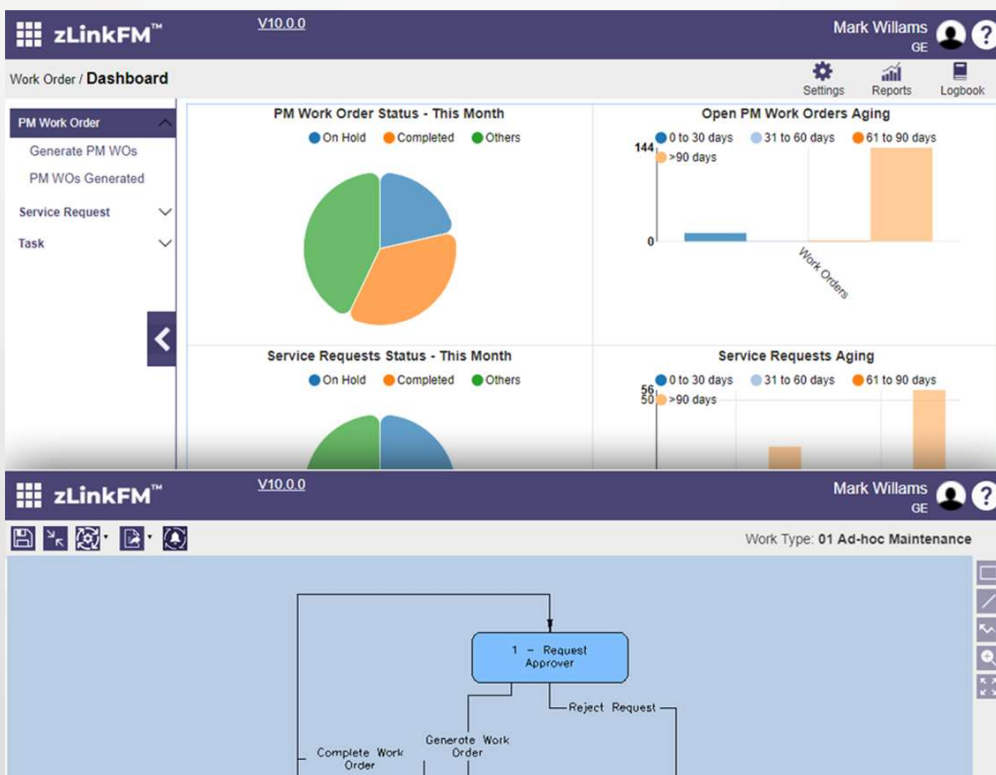 zLinkFM™
V10.0.0
Mark Willams
GE
?
Work Order / Dashboard
Settings
Reports
Logbook
PM Work Order
Generate PM WOs
PM WOs Generated
Service Request
Task
PM Work Order Status - This Month
On Hold
Completed
Others
Open PM Work Orders Aging
0 to 30 days
31 to 60 days
61 to 90 days
>90 days
144
0
Work Orders
Service Requests Status - This Month
On Hold
Completed
Others
Service Requests Aging
0 to 30 days
31 to 60 days
61 to 90 days
>90 days
56
50
zLinkFM™
V10.0.0
Mark Willams
GE
?
Work Type: 01 Ad-hoc Maintenance
1 - Request
Approver
Reject Request
Generate Work
Order
Complete Work
Order